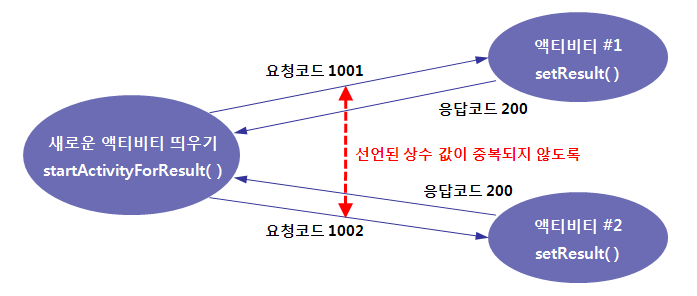 액티비티 #1
setResult( )
요청코드 1001
응답코드 200
새로운 액티비티 띄우기
startActivityForResult( )
선언된 상수 값이 중복되지 않도록
응답코드 200
요청코드 1002
액티비티 #2
setResult( )